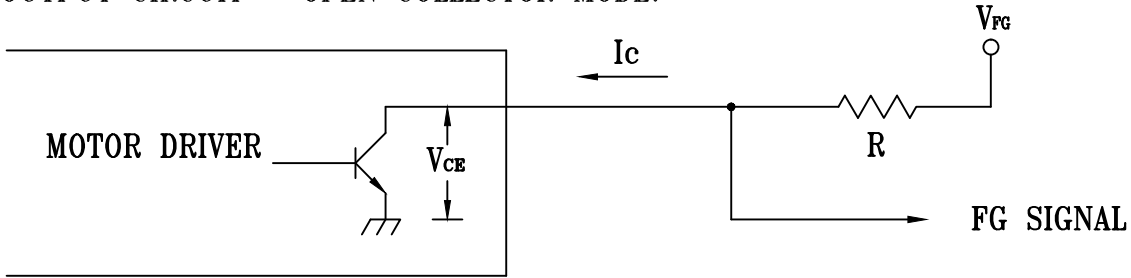 OUTPUT CIRCUIT - OPEN COLLECTOR MODE:
VFG
Ic
MOTOR DRIVER
VCE
R
FG SIGNAL